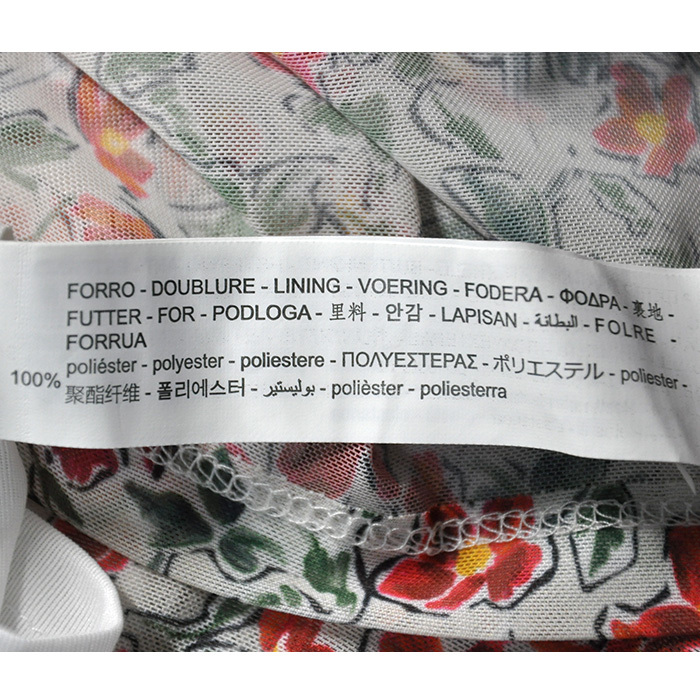 FORRO - DOUBLURE - LINING - VOERING - FODERA - ΦΟΔΡΑ - 裏地 -
FUTTER - FOR - PODLOGA - 里料 - 안감 - LAPISAN - البطانة - FOLRE -
FORRUA
100% poliéster - polyester - poliestere - ΠΟΛΥΕΣΤΕΡΑΣ - ポリエステル - poliester -
聚酯纤维 - 폴리에스터 - بوليستير - polièster - poliesterra